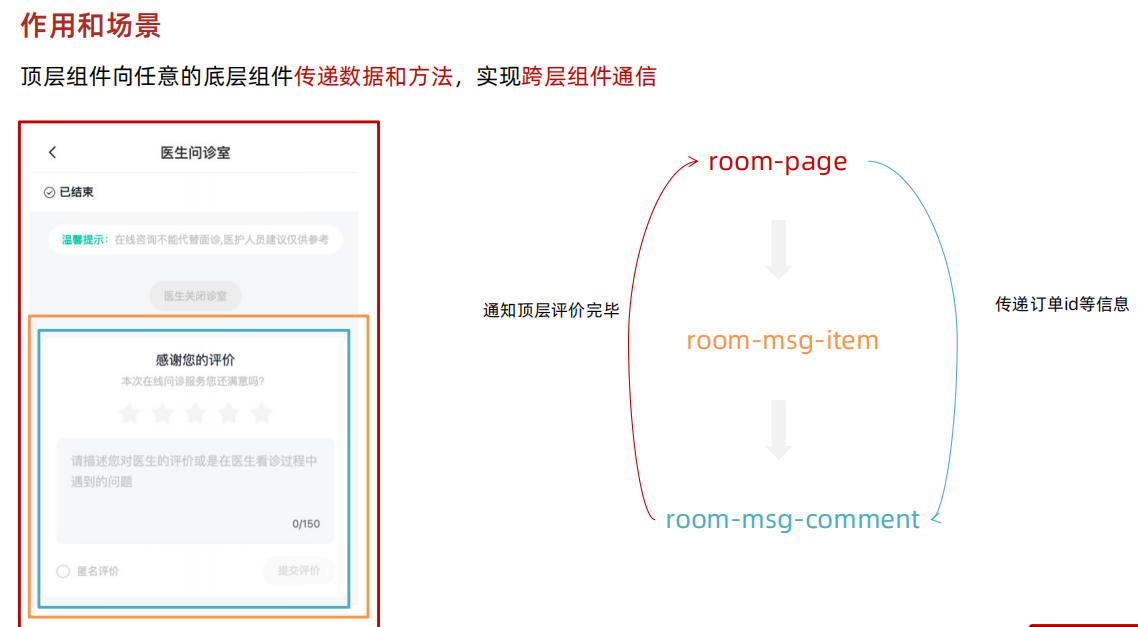 作用和场景
顶层组件向任意的底层组件传递数据和方法，实现跨层组件通信
医生问诊室
已结束
温馨提示：在线咨询不能代替面诊,医护人员建议仅供参考
医生关闭诊室
感谢您的评价
本次在线问诊服务您还满意吗?
请描述您对医生的评价或是在医生看诊过程中
遇到的问题
0/150
匿名评价
提交评价
room-page
通知顶层评价完毕
传递订单id等信息
room-msg-item
room-msg-comment